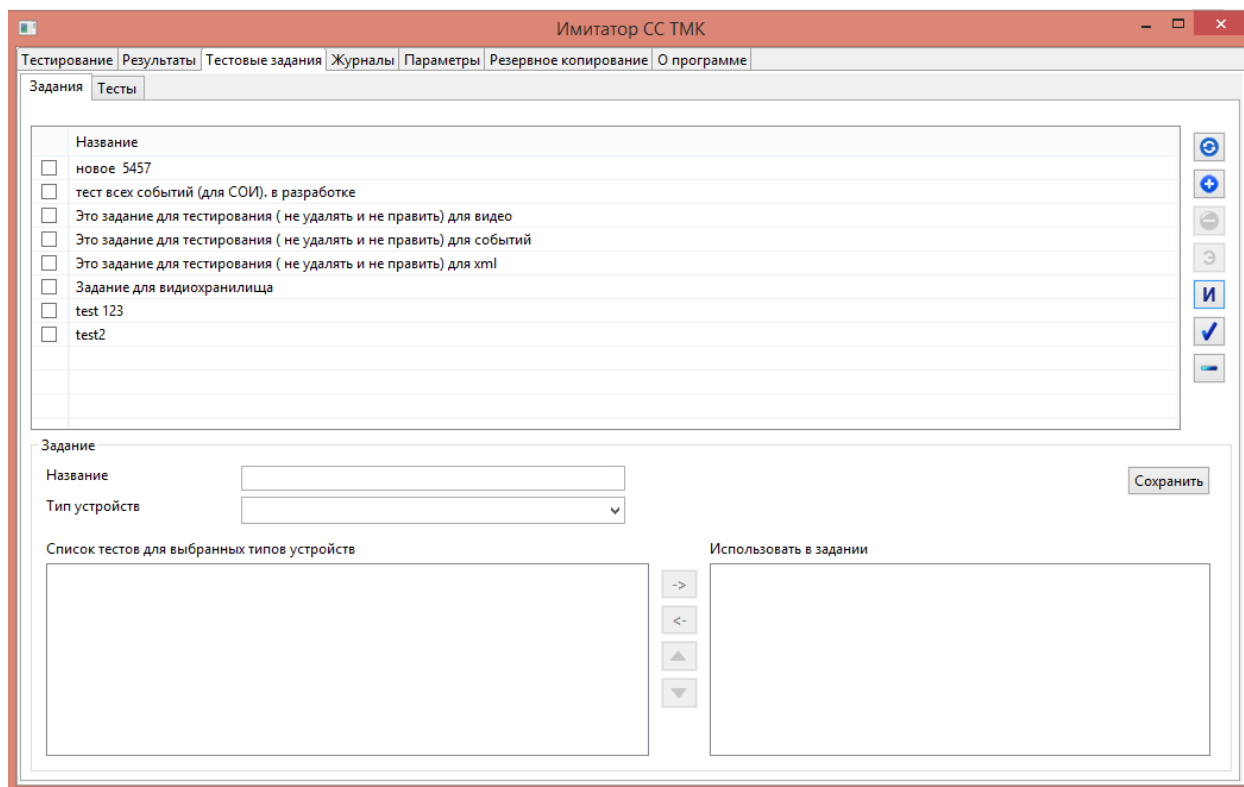 Имитатор СС ТМК
Тестирование Результаты Тестовые задания Журналы Параметры Резервное копирование О программе
Задания Тесты
Название
новое 5457
тест всех событий (для СОИ). в разработке
Это задание для тестирования ( не удалять и не править) для видео
Это задание для тестирования ( не удалять и не править) для событий
Э
Это задание для тестирования ( не удалять и не править) для xml
Задание для видиохранилища
И
test 123
test2
Задание
Название
Сохранить
Тип устройств
Список тестов для выбранных типов устройств
Использовать в задании
->
<-